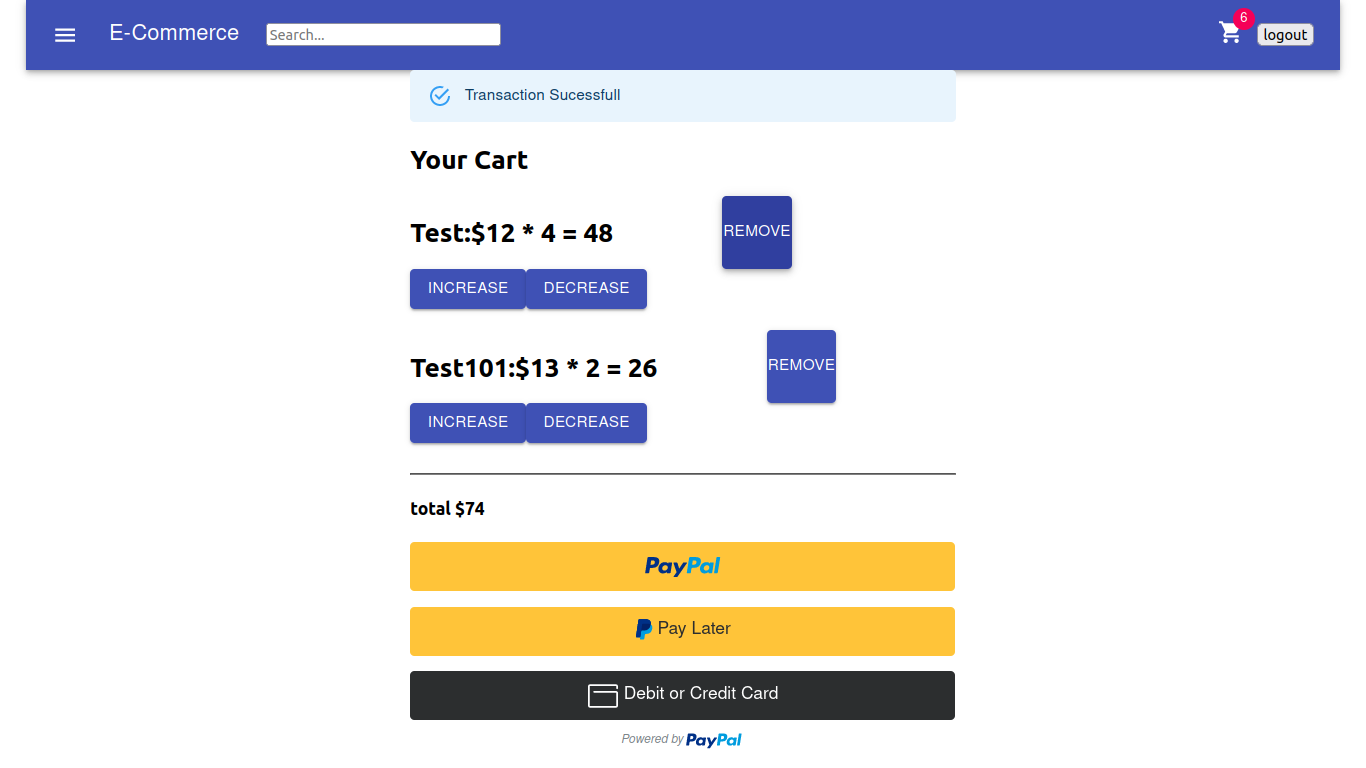 E-Commerce
Search...
6
logout
Transaction Sucessfull
Your Cart
Test:$12 * 4 = 48
REMOVE
INCREASE
DECREASE
Test101:$13 * 2 = 26
REMOVE
INCREASE
DECREASE
total $74
PayPal
Pay Later
Debit or Credit Card
Powered by PayPal